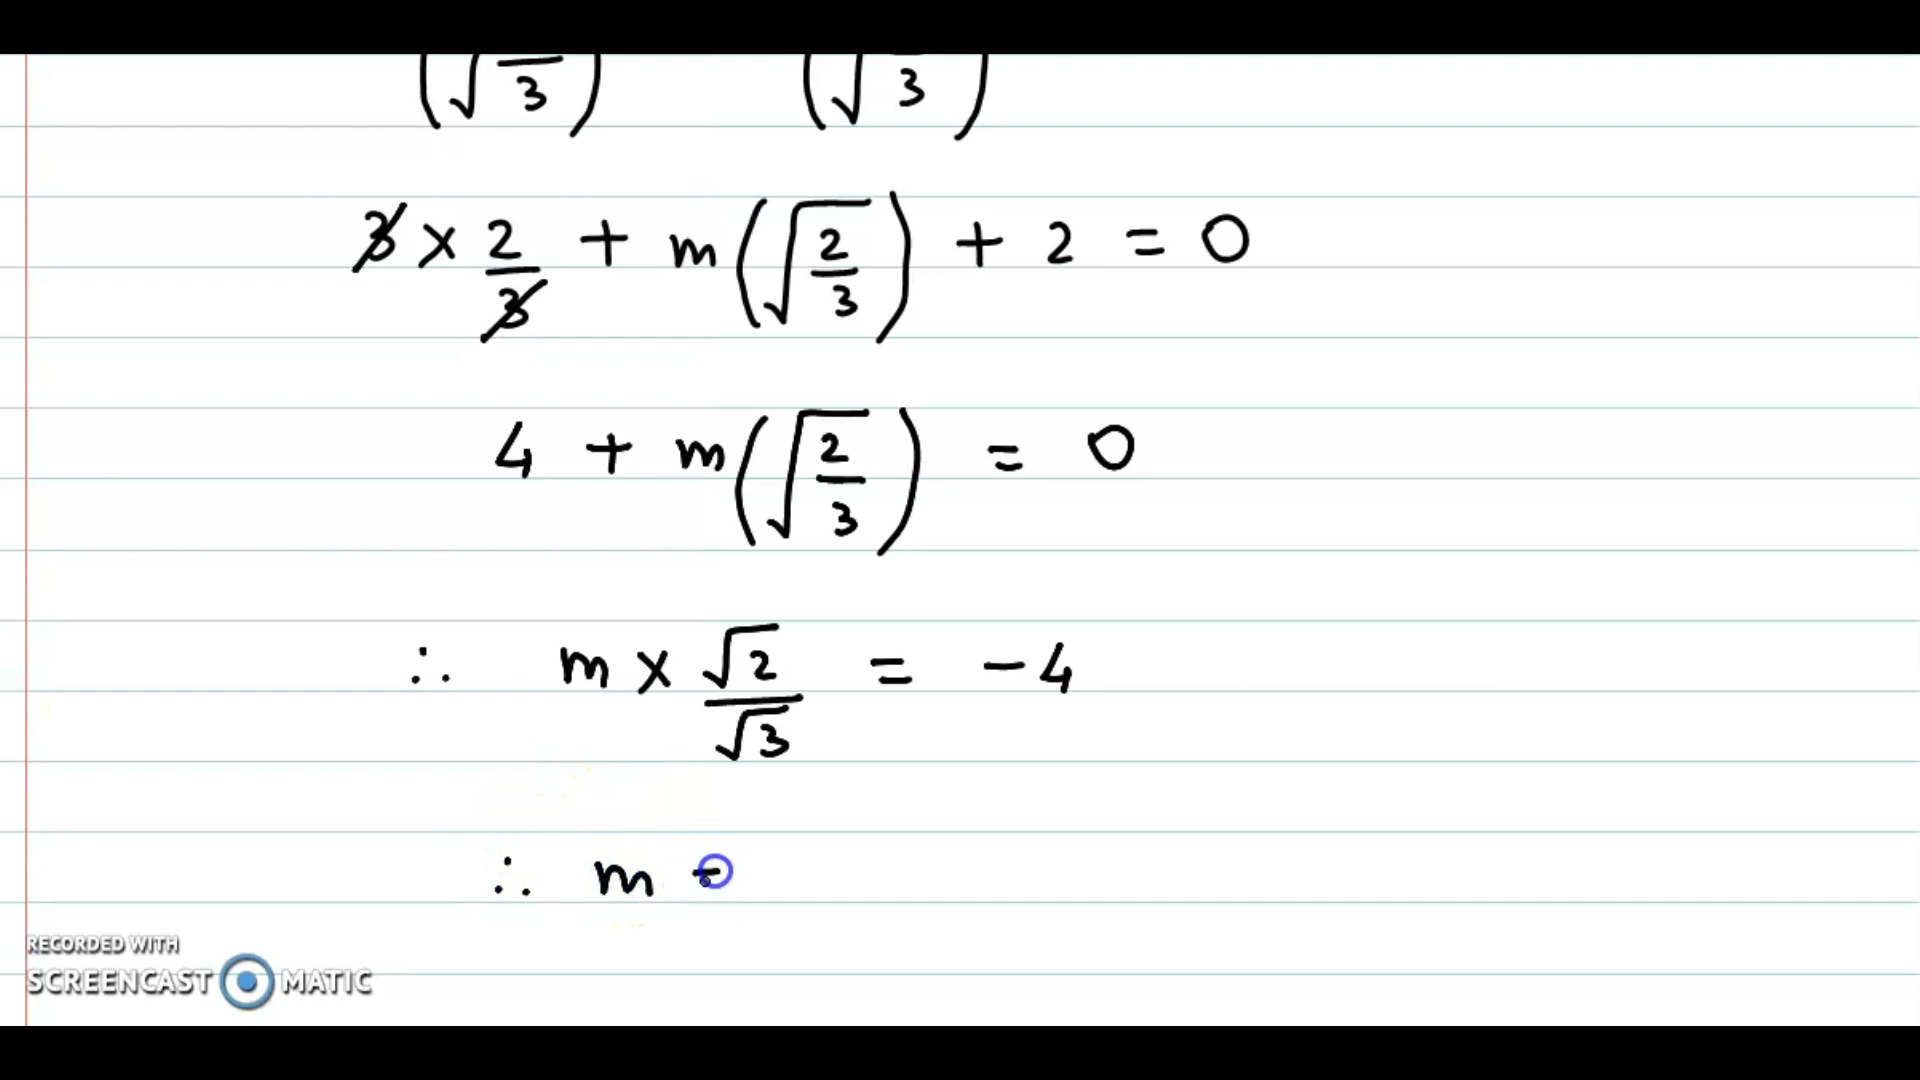 (√ 3 ) (√ 3 )
3 × 2/3 + m(√2/3) + 2 = 0
4 + m(√2/3) = 0
∴ m × √2/√3 = -4
∴ m =
RECORDED WITH
SCREENCAST MATIC